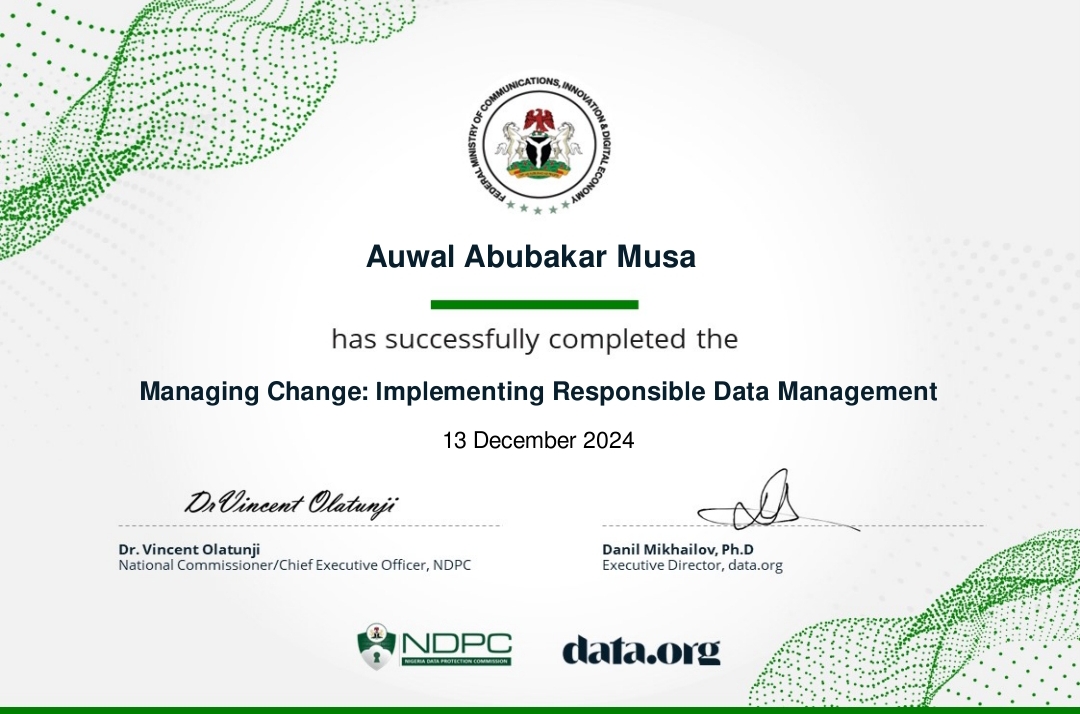 FEDERAL MINISTRY OF COMMUNICATIONS, INNOVATION & DIGITAL ECONOMY
Auwal Abubakar Musa
has successfully completed the
Managing Change: Implementing Responsible Data Management
13 December 2024
Dr Vincent Olatunji
Dr. Vincent Olatunji
National Commissioner/Chief Executive Officer, NDPC
Danil Mikhailov, Ph.D
Executive Director, data.org
NDPC
NIGERIA DATA PROTECTION COMMISSION
data.org